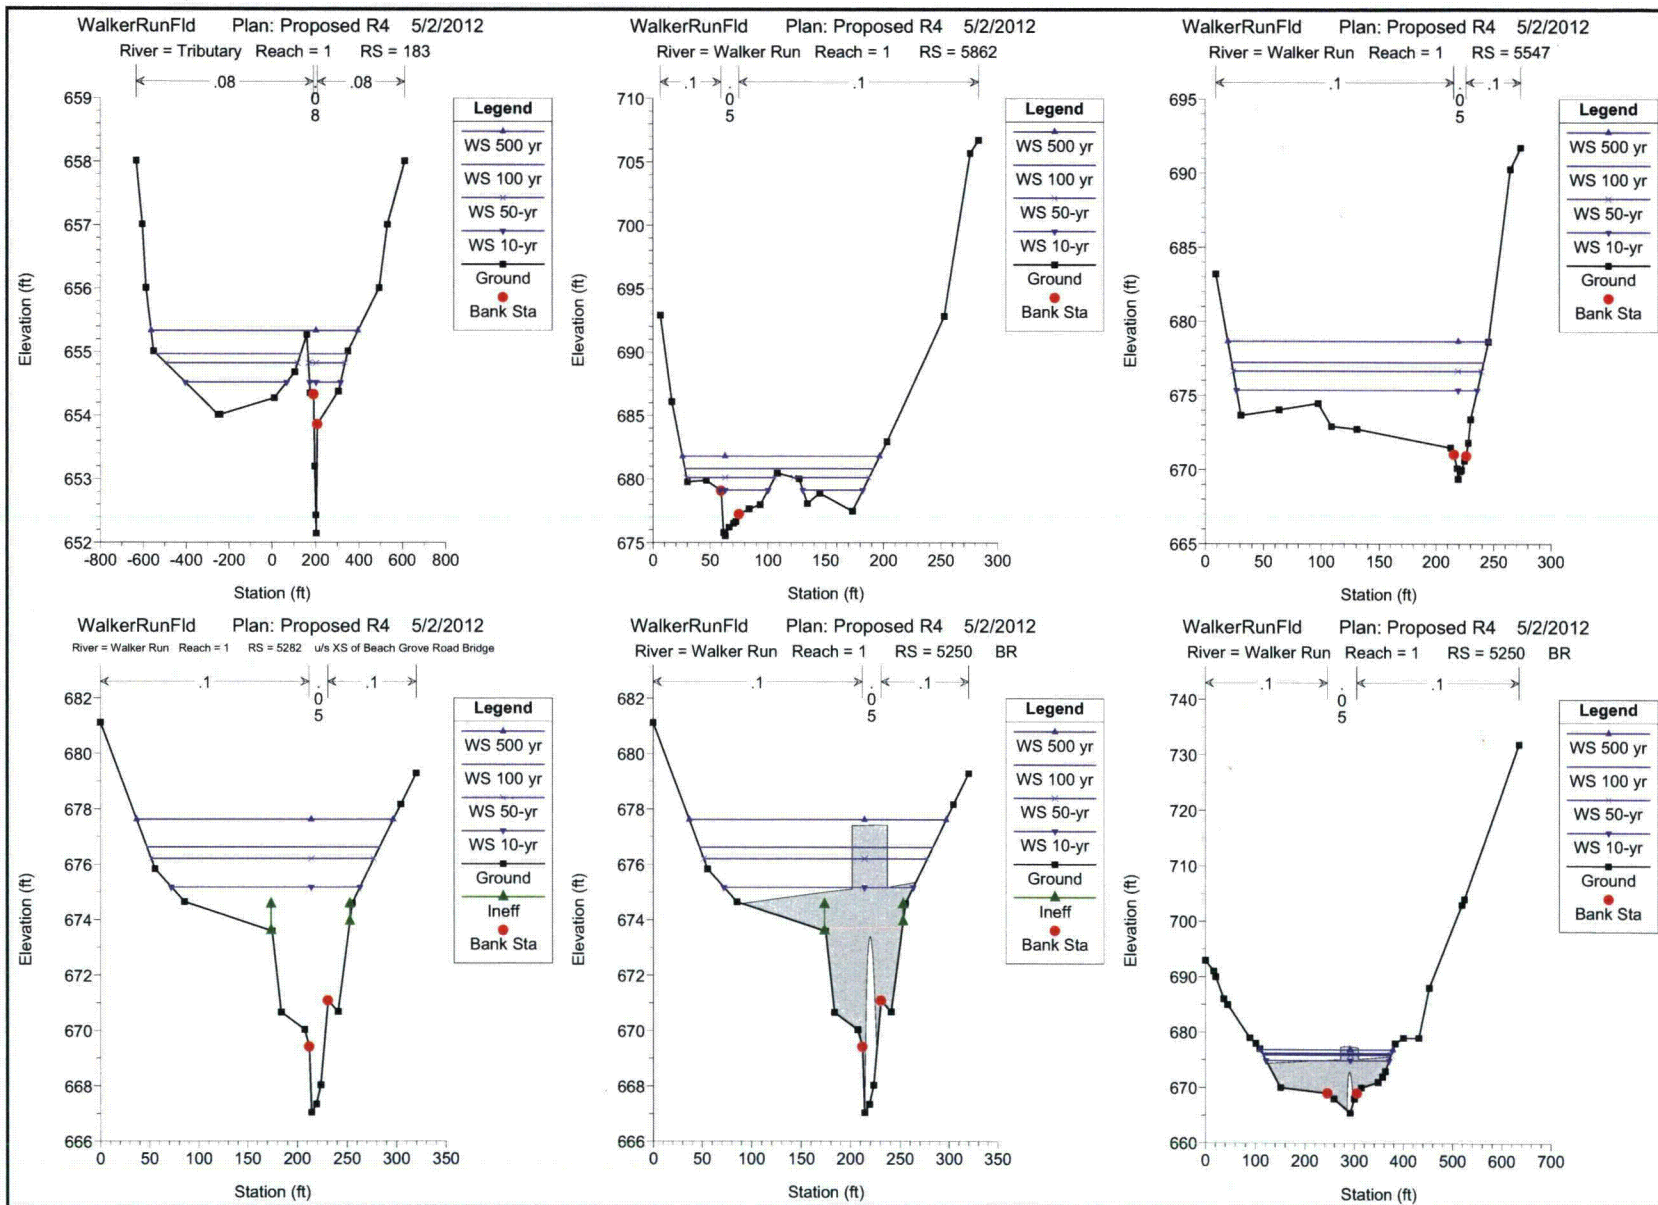 WalkerRunFld Plan: Proposed R4 5/2/2012
River = Tributary Reach = 1 RS = 183
.08
.08
0
8
659
658
657
656
655
654
653
652
-800
-600
-400
-200
0
200
400
600
800
Elevation (ft)
Station (ft)
Legend
WS 500 yr
WS 100 yr
WS 50-yr
WS 10-yr
Ground
Bank Sta
WalkerRunFld Plan: Proposed R4 5/2/2012
River = Walker Run Reach = 1 RS = 5862
.1
.
0
5
.1
710
705
700
695
690
685
680
675
0
50
100
150
200
250
300
Elevation (ft)
Station (ft)
Legend
WS 500 yr
WS 100 yr
WS 50-yr
WS 10-yr
Ground
Bank Sta
WalkerRunFld Plan: Proposed R4 5/2/2012
River = Walker Run Reach = 1 RS = 5547
.1
.
0
5
.1
695
690
685
680
675
670
665
0
50
100
150
200
250
300
Elevation (ft)
Station (ft)
Legend
WS 500 yr
WS 100 yr
WS 50-yr
WS 10-yr
Ground
Bank Sta
WalkerRunFld Plan: Proposed R4 5/2/2012
River = Walker Run Reach = 1 RS = 5282 u/s XS of Beach Grove Road Bridge
.1
.
0
5
.1
682
680
678
676
674
672
670
668
666
0
50
100
150
200
250
300
350
Elevation (ft)
Station (ft)
Legend
WS 500 yr
WS 100 yr
WS 50-yr
WS 10-yr
Ground
Ineff
Bank Sta
WalkerRunFld Plan: Proposed R4 5/2/2012
River = Walker Run Reach = 1 RS = 5250 BR
.1
.
0
5
.1
682
680
678
676
674
672
670
668
666
0
50
100
150
200
250
300
350
Elevation (ft)
Station (ft)
Legend
WS 500 yr
WS 100 yr
WS 50-yr
WS 10-yr
Ground
Ineff
Bank Sta
WalkerRunFld Plan: Proposed R4 5/2/2012
River = Walker Run Reach = 1 RS = 5250 BR
.1
.
0
5
.1
740
730
720
710
700
690
680
670
660
0
100
200
300
400
500
600
700
Elevation (ft)
Station (ft)
Legend
WS 500 yr
WS 100 yr
WS 50-yr
WS 10-yr
Ground
Bank Sta